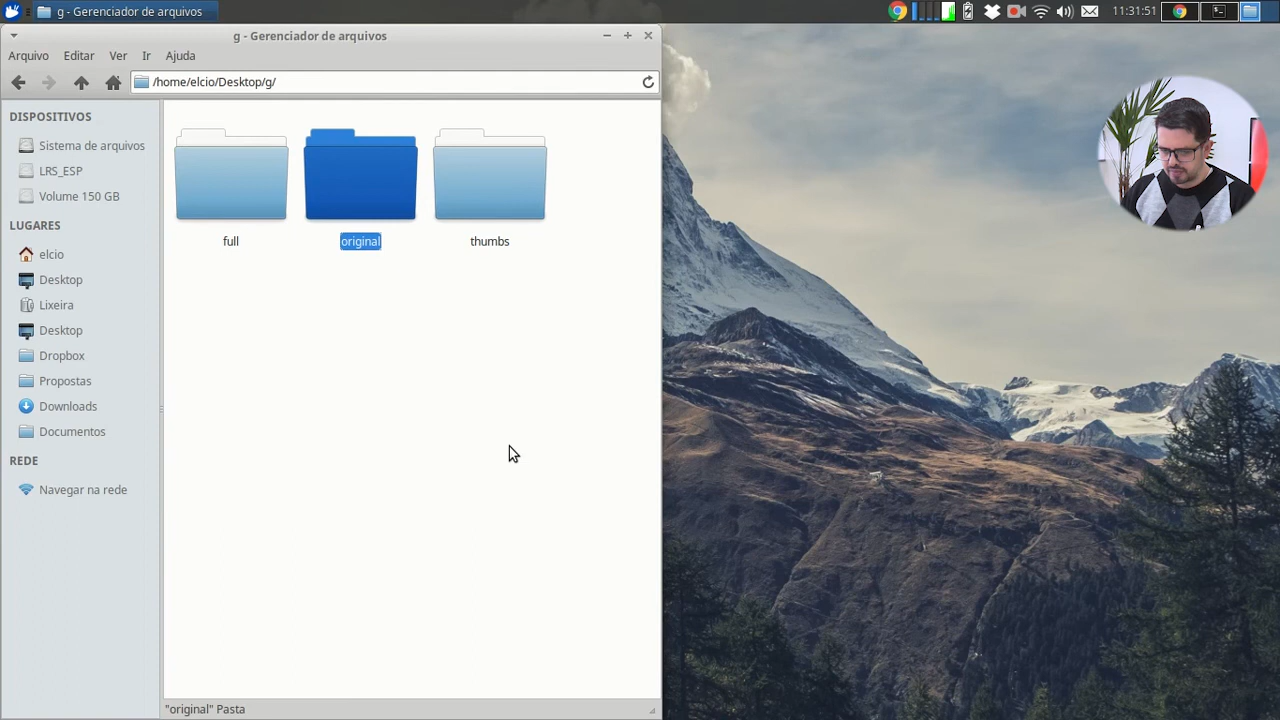 g - Gerenciador de arquivos
11:31:51
g - Gerenciador de arquivos
Arquivo Editar Ver Ir Ajuda
/home/elcio/Desktop/g/
DISPOSITIVOS
Sistema de arquivos
LRS_ESP
Volume 150 GB
LUGARES
elcio
Desktop
Lixeira
Desktop
Dropbox
Propostas
Downloads
Documentos
REDE
Navegar na rede
full original thumbs
"original" Pasta